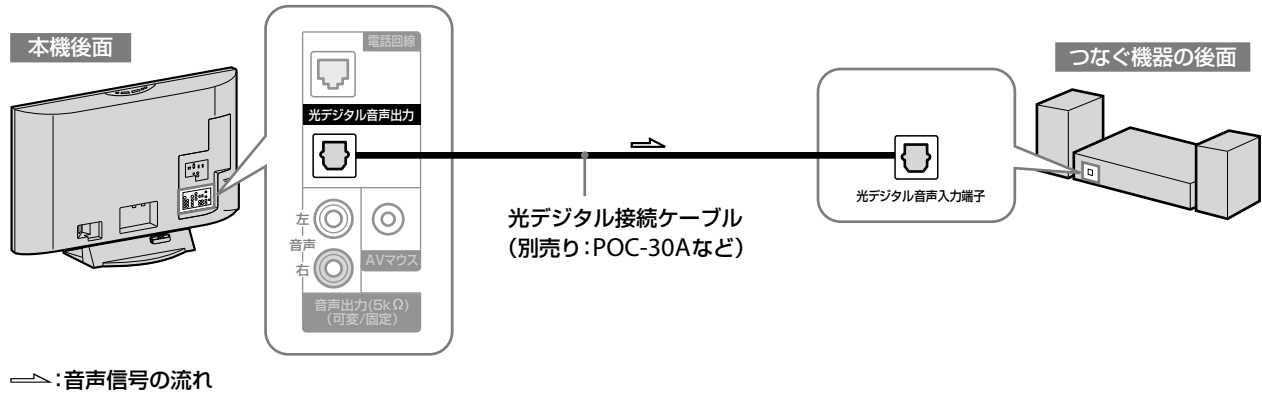 本機後面
電話回線
つなぐ機器の後面
光デジタル音声出力
光デジタル音声入力端子
左
音声
右
AVマウス
光デジタル接続ケーブル
（別売り：POC-30Aなど）
音声出力(5kΩ)
（可変/固定）
：音声信号の流れ